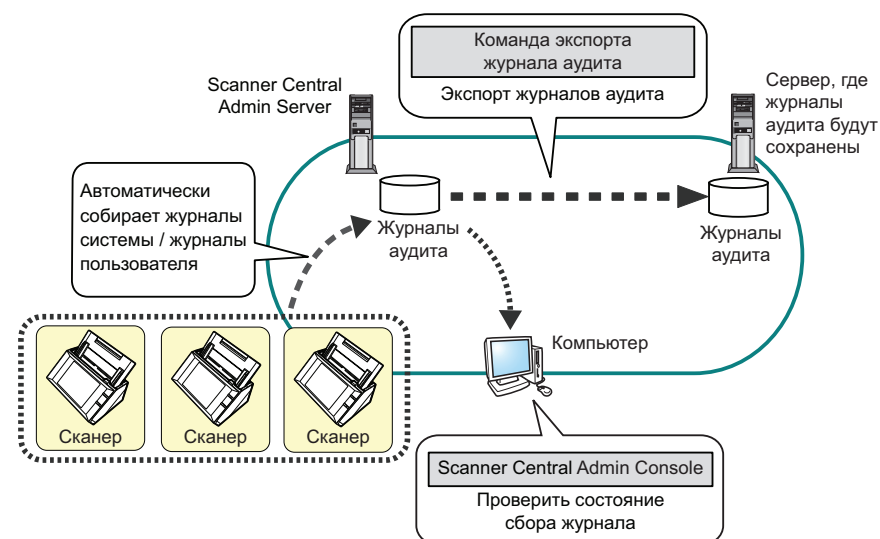 Команда экспорта
журнала аудита
Экспорт журналов аудита
Scanner Central
Admin Server
Сервер, где
журналы
аудита будут
сохранены
Автоматически
собирает журналы
системы / журналы
пользователя
Журналы
аудита
Журналы
аудита
Компьютер
Сканер
Сканер
Сканер
Scanner Central Admin Console
Проверить состояние
сбора журнала